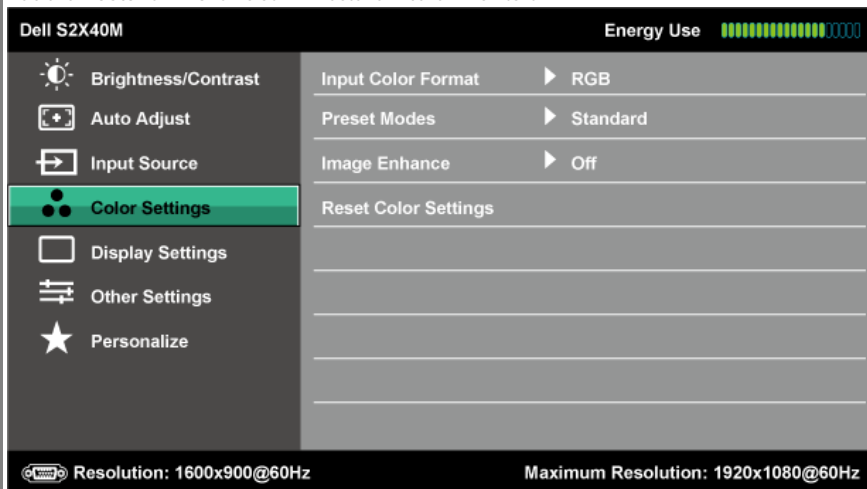 Dell S2X40M Energy Use
Brightness/Contrast
Auto Adjust
Input Source
Color Settings
Display Settings
Other Settings
Personalize
Input Color Format RGB
Preset Modes Standard
Image Enhance Off
Reset Color Settings
Resolution: 1600x900@60Hz Maximum Resolution: 1920x1080@60Hz